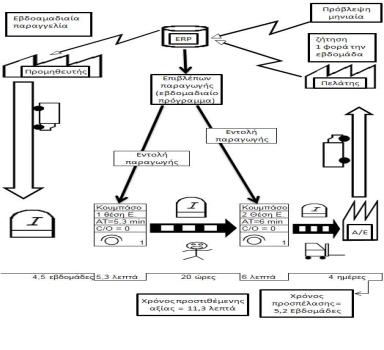 Εβδομαδιαία
παραγγελία
ERP
Πρόβλεψη
μηνιαία
ζήτηση
1 φορά την
εβδομάδα
Προμηθευτής
Πελάτης
Επιβλέπων
παραγωγής
(εβδομαδιαίο
πρόγραμμα)
Εντολή
παραγωγής
Εντολή
παραγωγής
I
Κουμπάσο
1 θέση Ε.
ΑΤ=5,3 min
C/O = 0
1
I
Κουμπάσο
2 Θέση Ε.
ΑΤ=6 min
C/O = 0
1
I
Α/Ε
4,5 εβδομάδες
5,3 λεπτά
20 ώρες
6 λεπτά
4 ημέρες
Χρόνος προστιθέμενης
αξίας = 11,3 λεπτά
Χρόνος
προσπέλασης =
5,2 Εβδομάδες